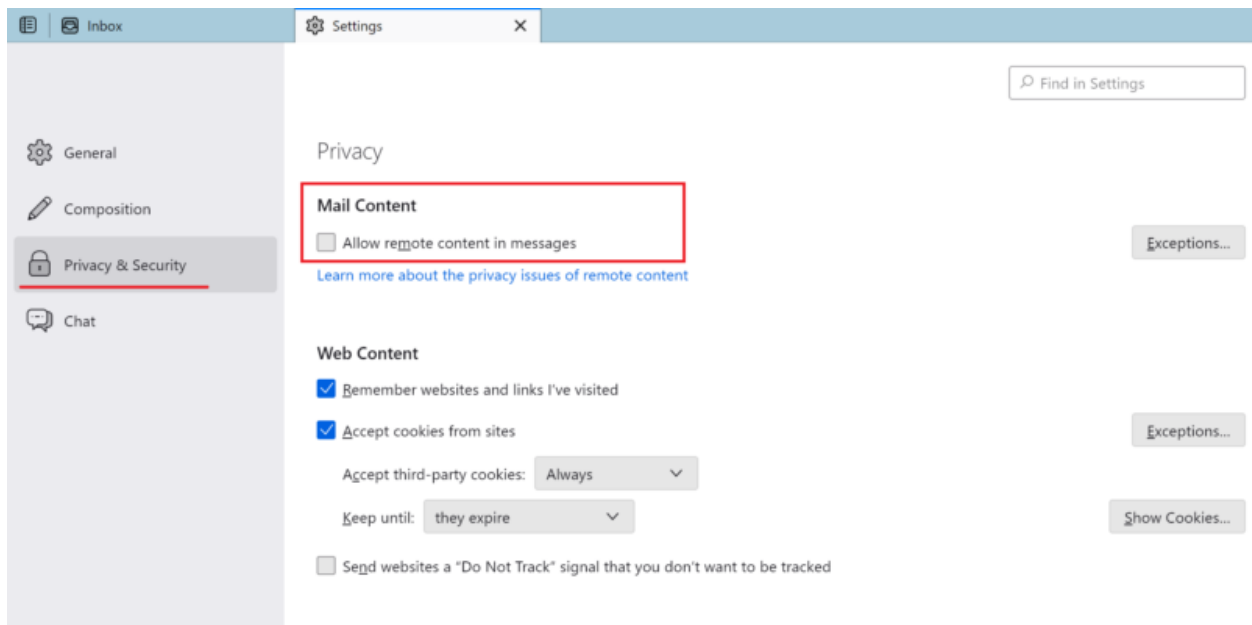 Inbox
Settings
Find in Settings
General
Composition
Privacy & Security
Chat
Privacy
Mail Content
Allow remote content in messages
Exceptions...
Learn more about the privacy issues of remote content
Web Content
Remember websites and links I've visited
Accept cookies from sites
Exceptions...
Accept third-party cookies: Always
Keep until: they expire
Show Cookies...
Send websites a “Do Not Track” signal that you don't want to be tracked